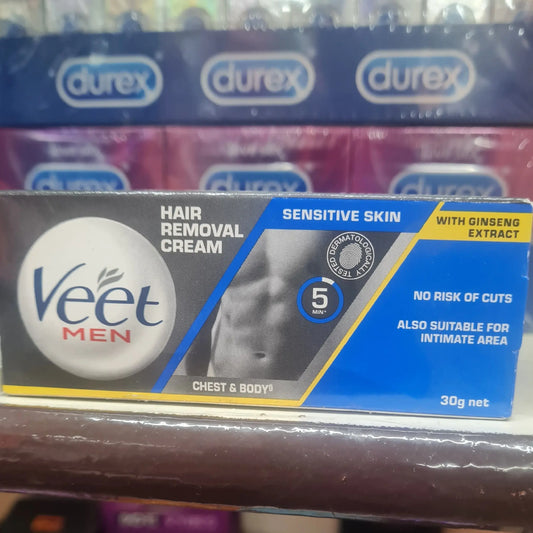 durex durex durex
durex durex durex
Veet
MEN
HAIR
REMOVAL
CREAM
SENSITIVE SKIN
WITH GINSENG
EXTRACT
DERMATOLOGICALLY
TESTED
5
MIN*
NO RISK OF CUTS
ALSO SUITABLE FOR
INTIMATE AREA
CHEST & BODY§
30g net